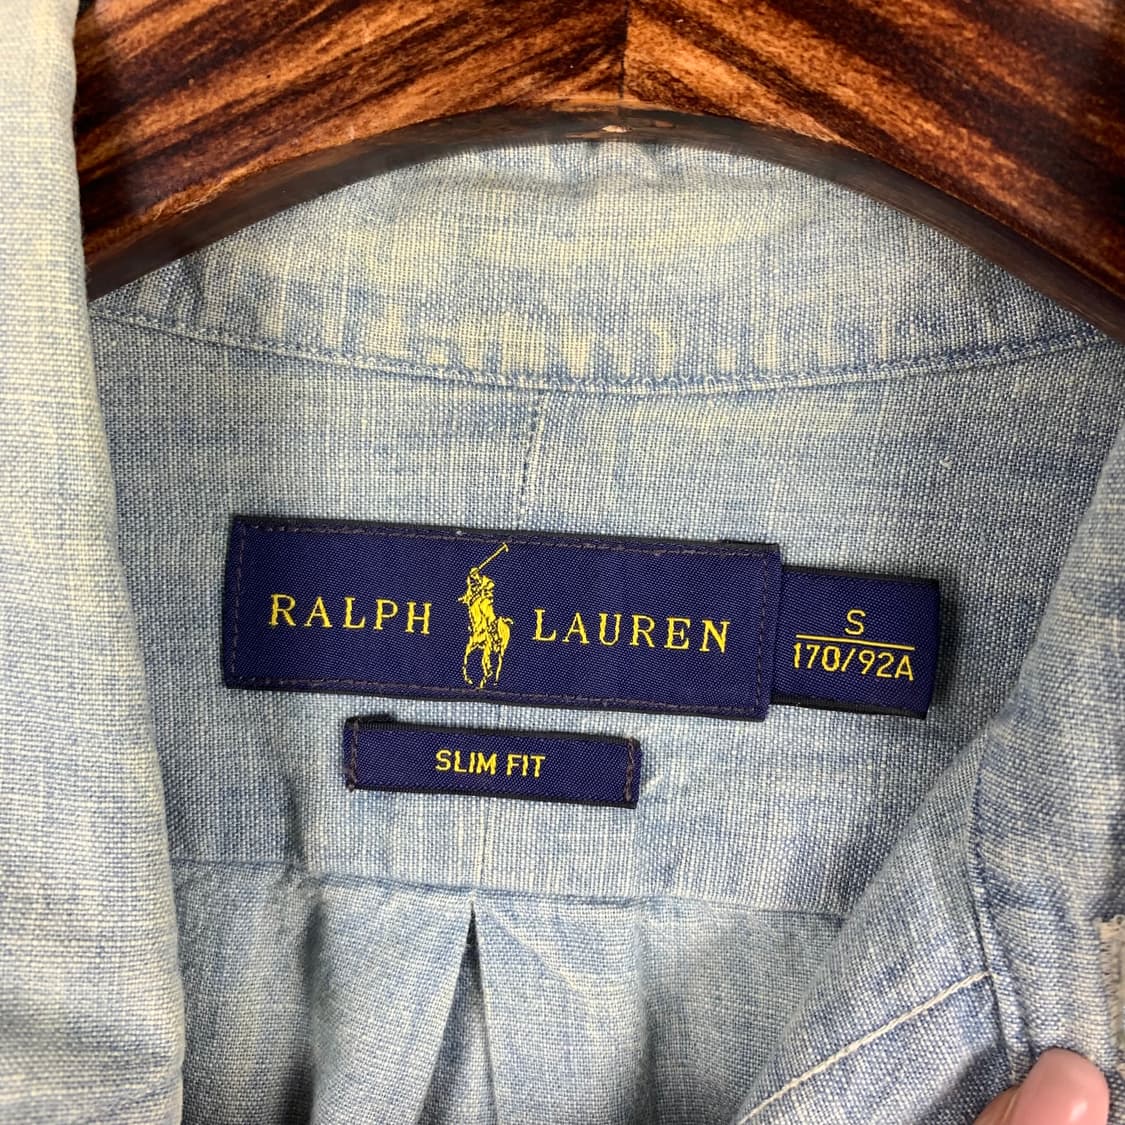 RALPH LAUREN
S
170/92A
SLIM FIT